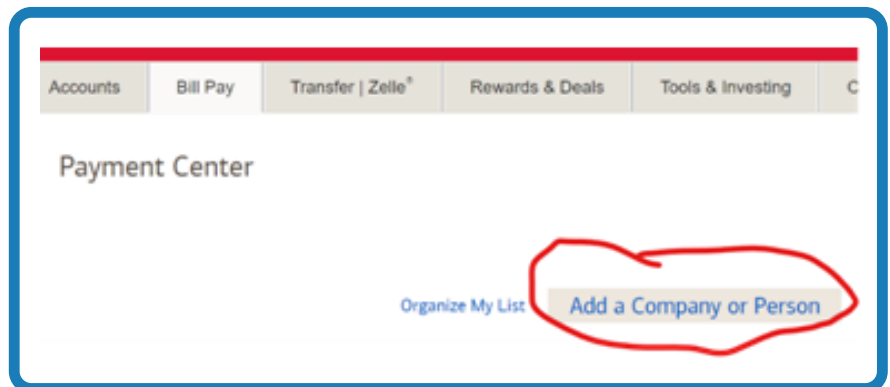 Accounts Bill Pay Transfer | Zelle® Rewards & Deals Tools & Investing
Payment Center
Organize My List Add a Company or Person